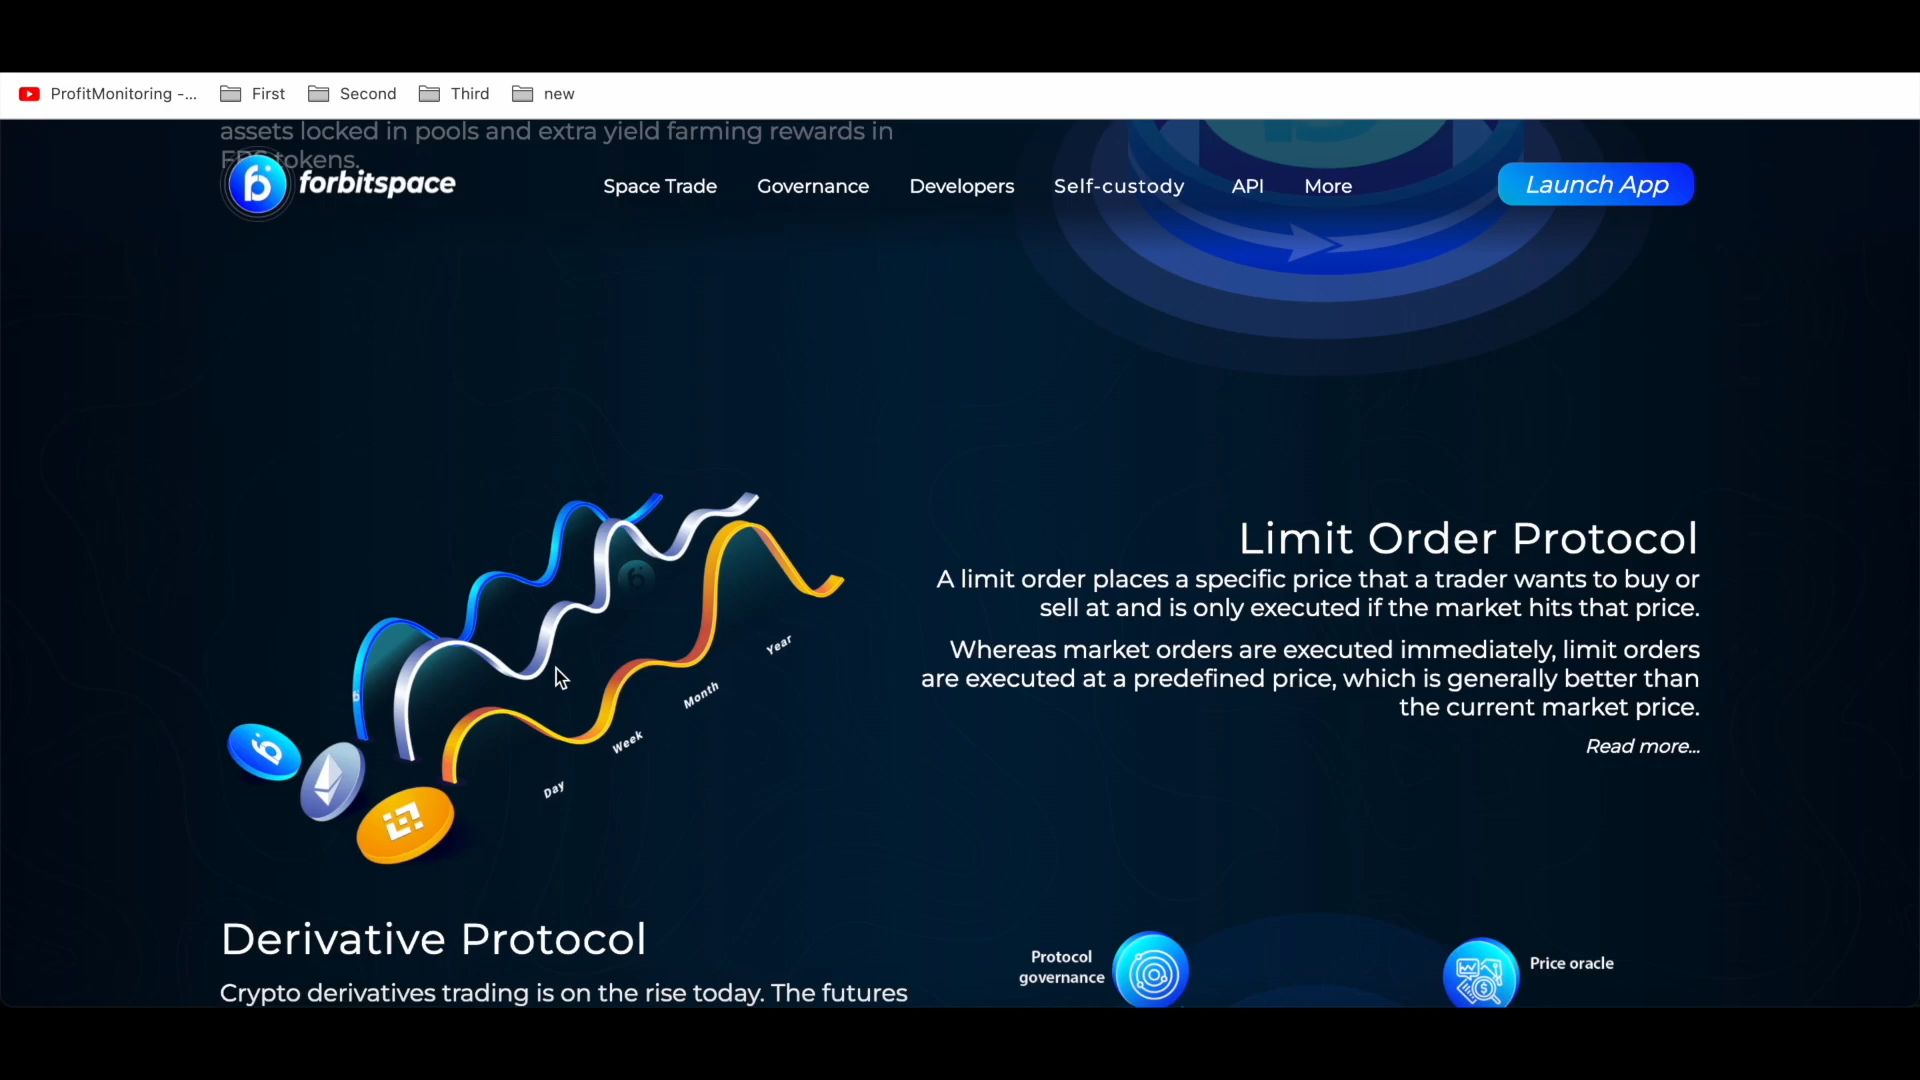 ProfitMonitoring -...
First
Second
Third
new
assets locked in pools and extra yield farming rewards in
tokens.
forbitspace
Space Trade
Governance
Developers
Self-custody
API
More
Launch App
Limit Order Protocol
A limit order places a specific price that a trader wants to buy or
sell at and is only executed if the market hits that price.
Whereas market orders are executed immediately, limit orders
are executed at a predefined price, which is generally better than
the current market price.
Read more...
Year
Month
Week
Day
Derivative Protocol
Crypto derivatives trading is on the rise today. The futures
Protocol
governance
Price oracle